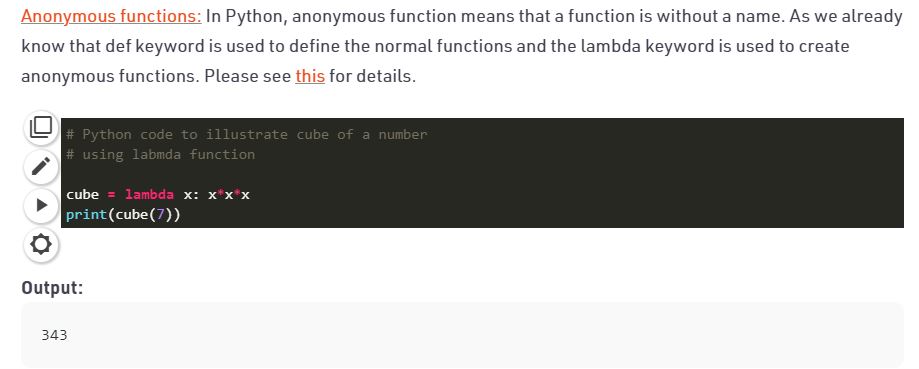 Anonymous functions: In Python, anonymous function means that a function is without a name. As we already
know that def keyword is used to define the normal functions and the lambda keyword is used to create
anonymous functions. Please see this for details.
# Python code to illustrate cube of a number
# using labmda function
cube = lambda x: x*x*x
print(cube(7))
Output:
343